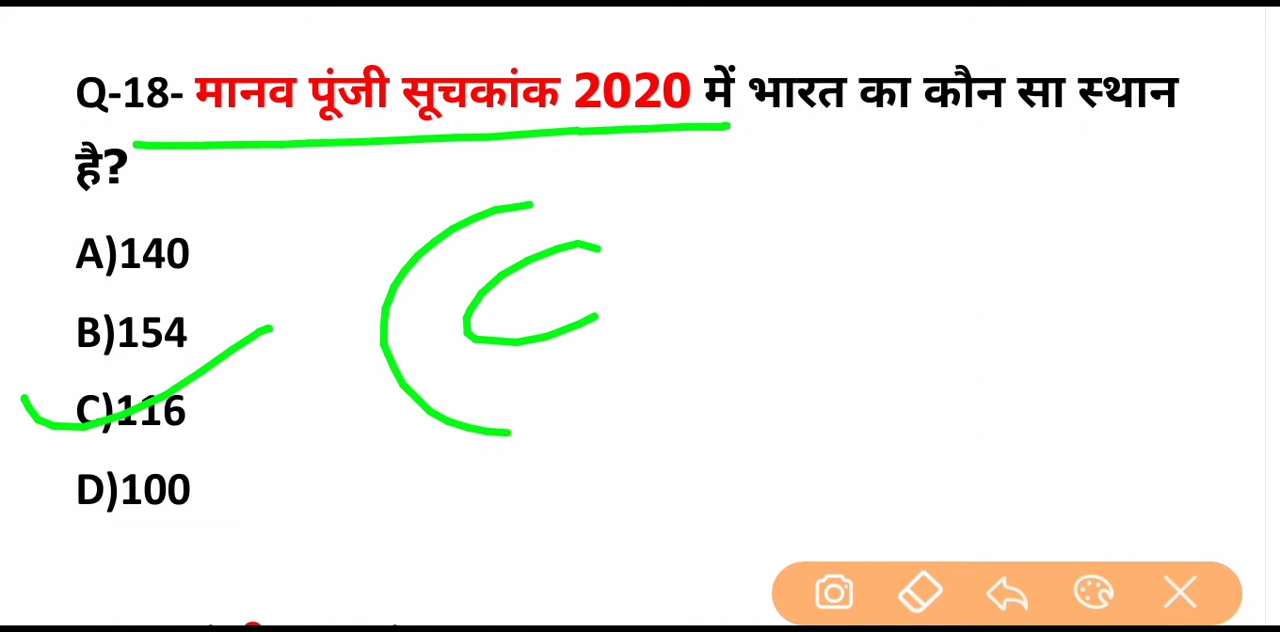 Q-18- मानव पूंजी सूचकांक 2020 में भारत का कौन सा स्थान
है?
A)140
B)154
C)116
D)100